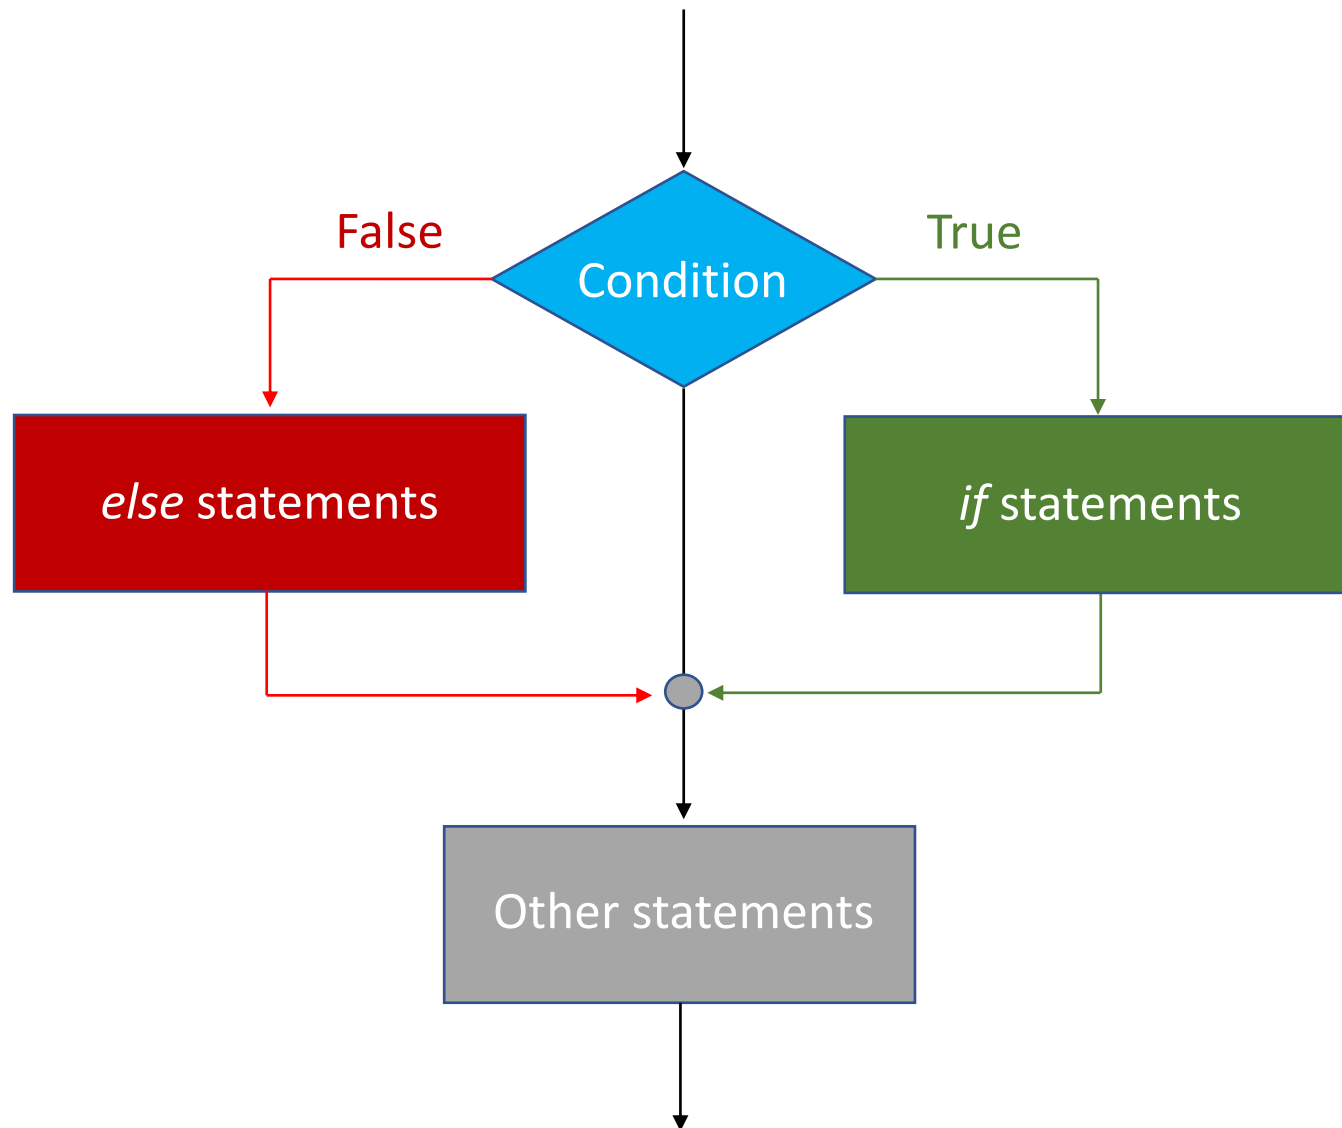 False
True
Condition
else statements
if statements
Other statements